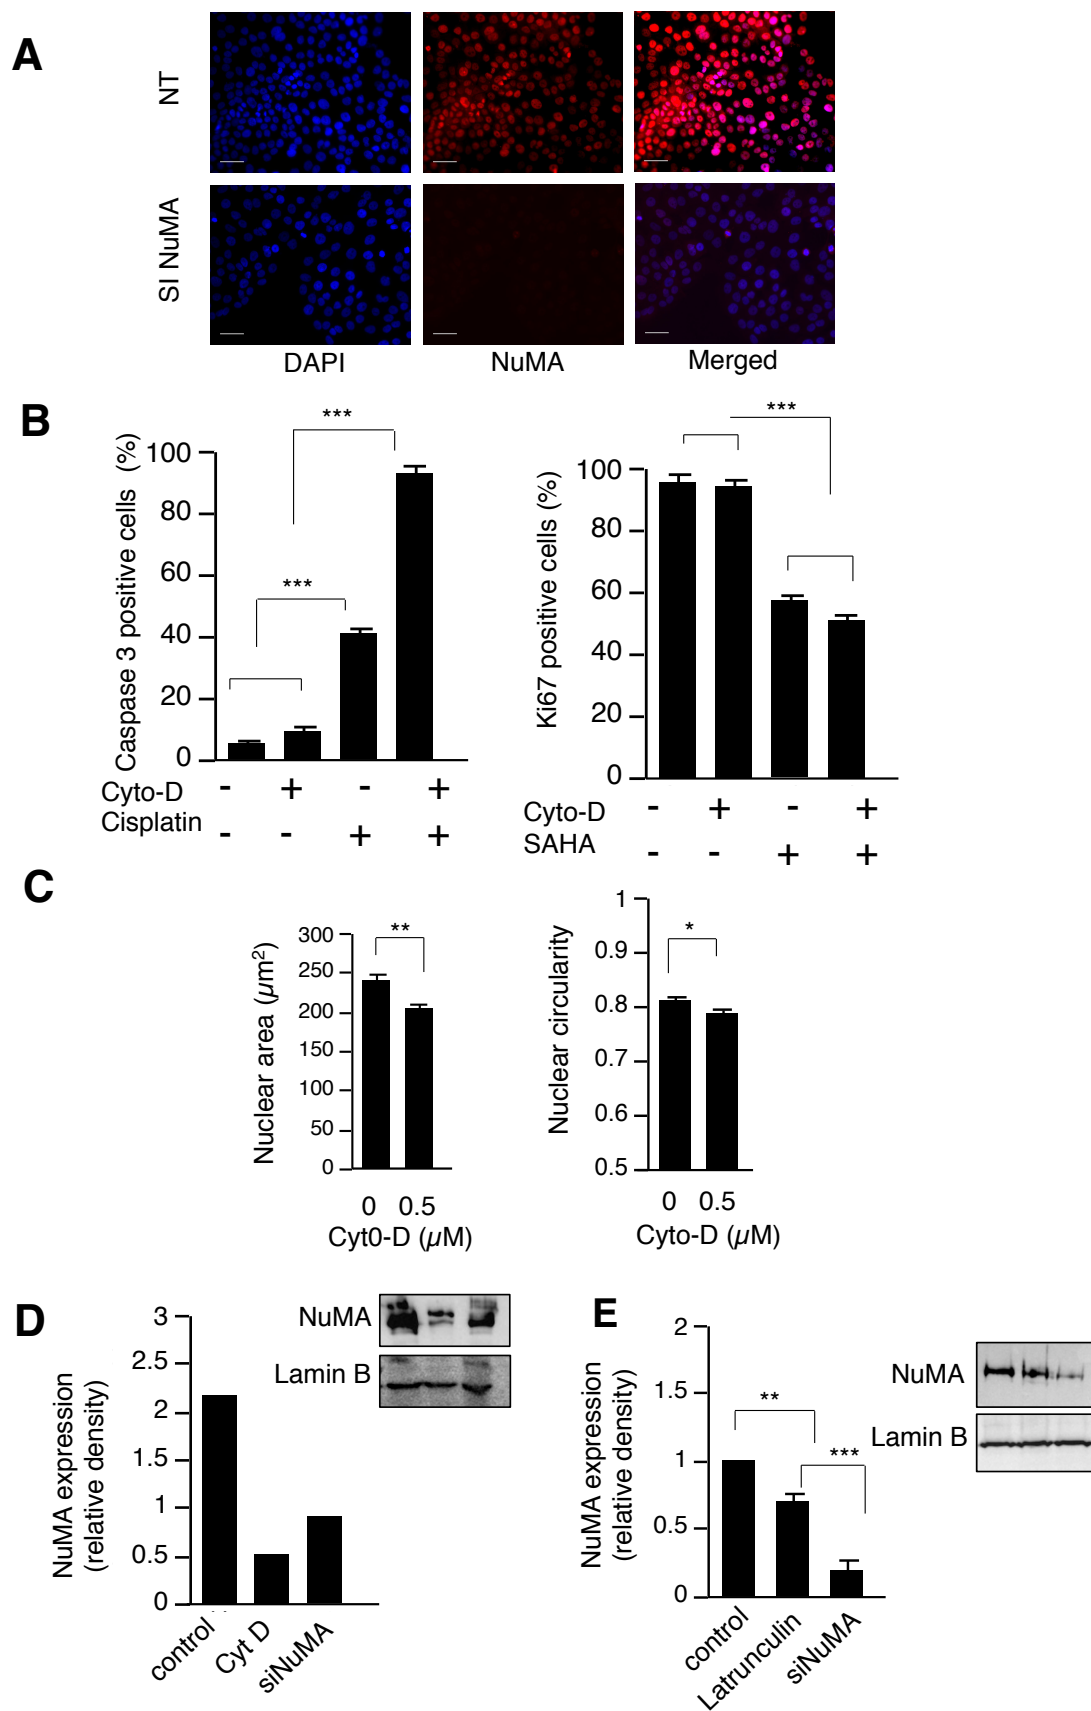 A
NT
SI NuMA
DAPI NuMA Merged
B
Caspase 3 positive cells (%)
100
80
60
40
20
0
***
***
Cyto-D - + - +
Cisplatin - - + +
Ki67 positive cells (%)
100
80
60
40
20
0
***
Cyto-D - + - +
SAHA - - + +
C
Nuclear area (µm2)
300
250
200
150
100
50
0
**
0 0.5
Cyt0-D (µM)
Nuclear circularity
1
0.9
0.8
0.7
0.6
0.5
*
0 0.5
Cyto-D (µM)
D
NuMA expression
(relative density)
3
2.5
2
1.5
1
0.5
0
control
Cyt D
siNuMA
NuMA
Lamin B
E
NuMA expression
(relative density)
2
1.5
1
0.5
0
**
***
control
Latrunculin
siNuMA
NuMA
Lamin B